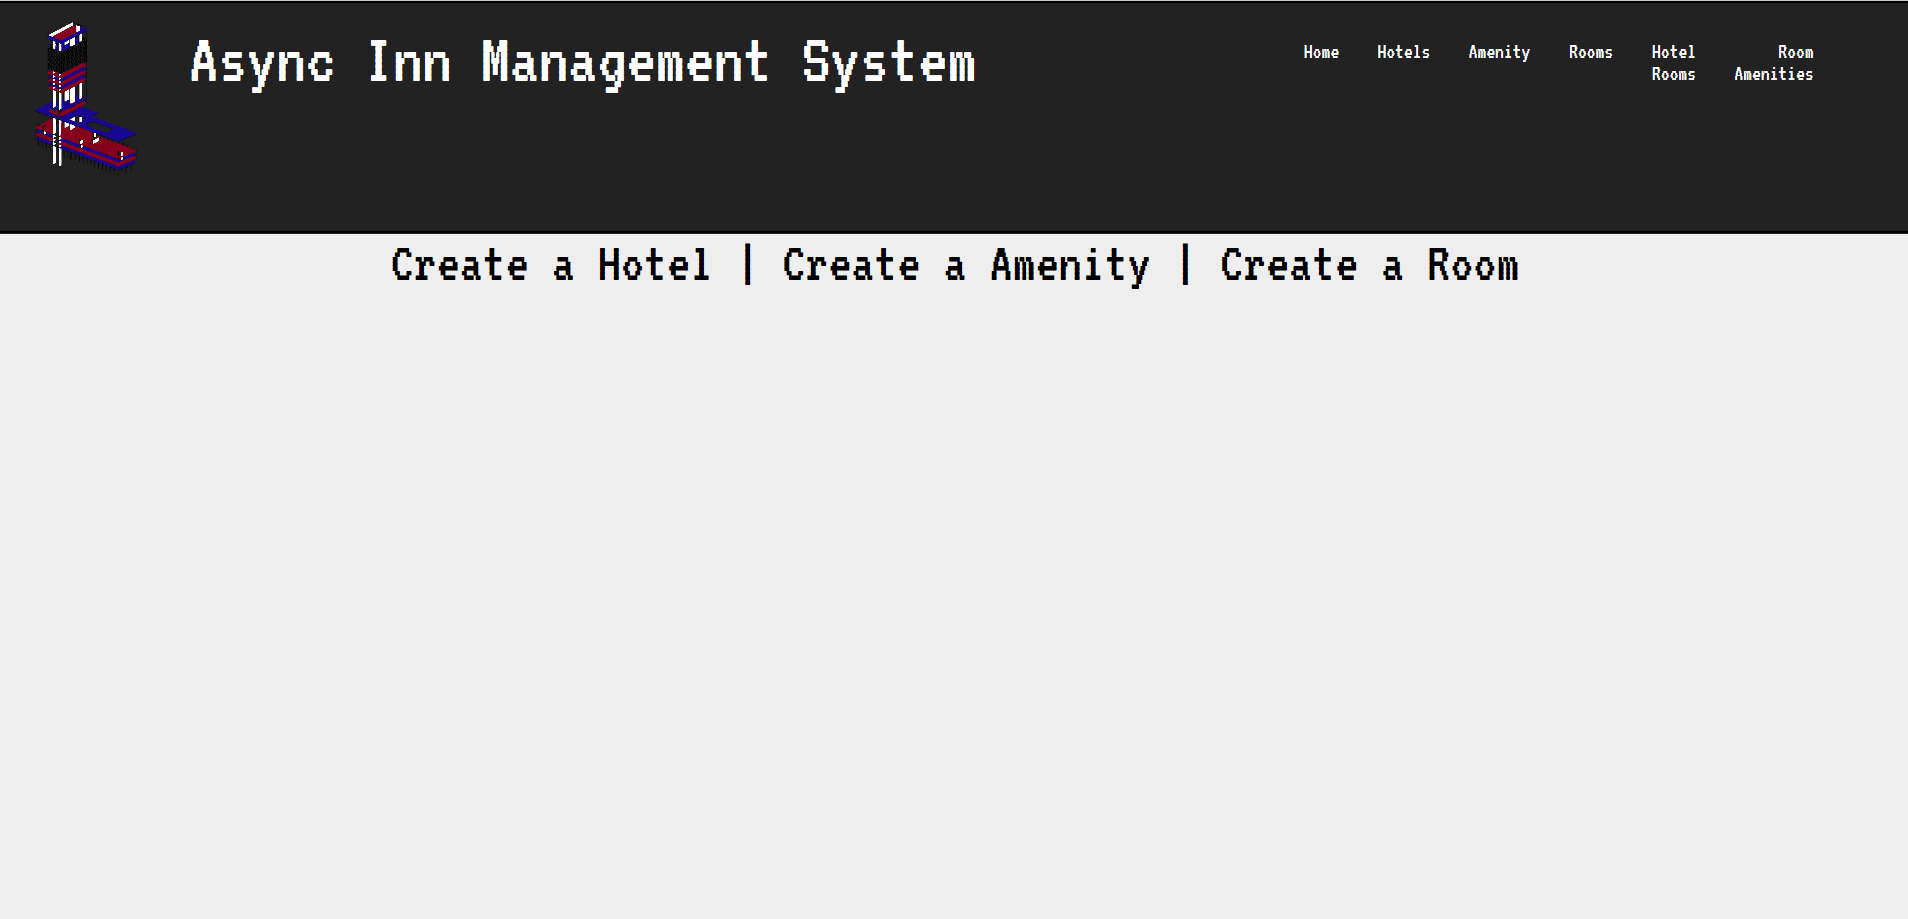 Async Inn Management System
Home Hotels Amenity Rooms Hotel Rooms Room Amenities
Create a Hotel | Create a Amenity | Create a Room